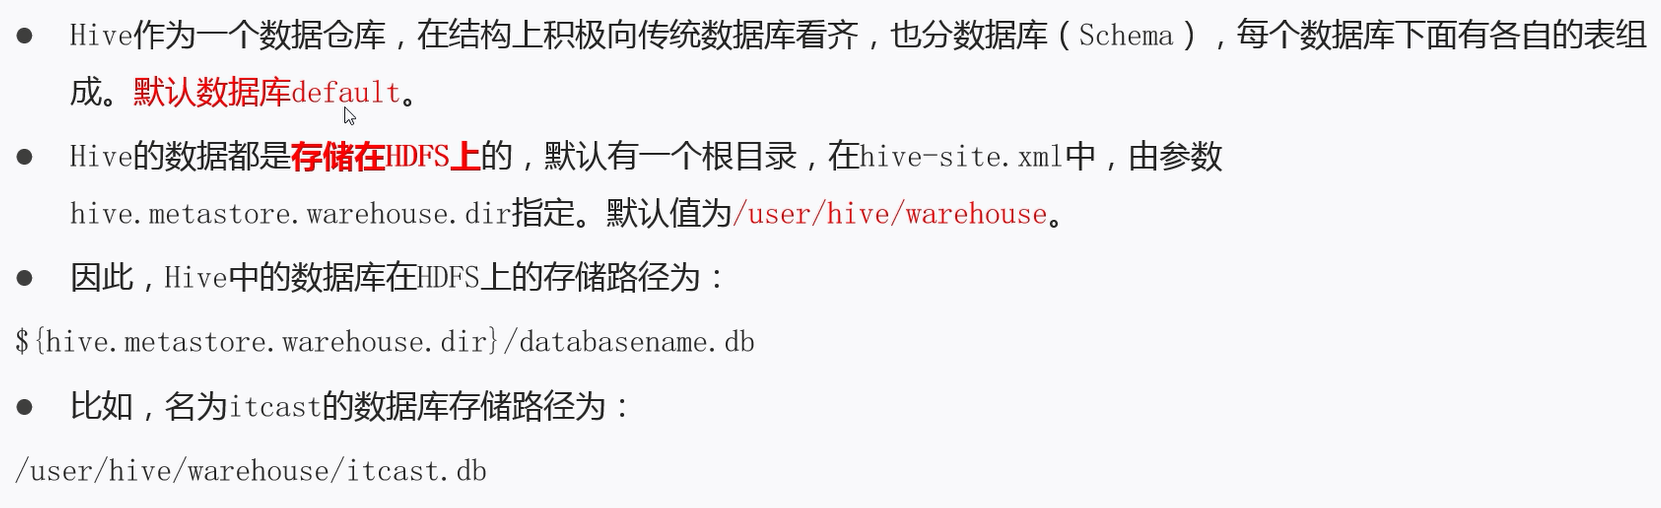 ● Hive作为一个数据仓库，在结构上积极向传统数据库看齐，也分数据库（Schema），每个数据库下面有各自的表组
成。默认数据库default。
● Hive的数据都是存储在HDFS上的，默认有一个根目录，在hive-site.xml中，由参数
hive.metastore.warehouse.dir指定。默认值为/user/hive/warehouse。
● 因此，Hive中的数据库在HDFS上的存储路径为：
${hive.metastore.warehouse.dir}/databasename.db
● 比如，名为itcast的数据库存储路径为：
/user/hive/warehouse/itcast.db